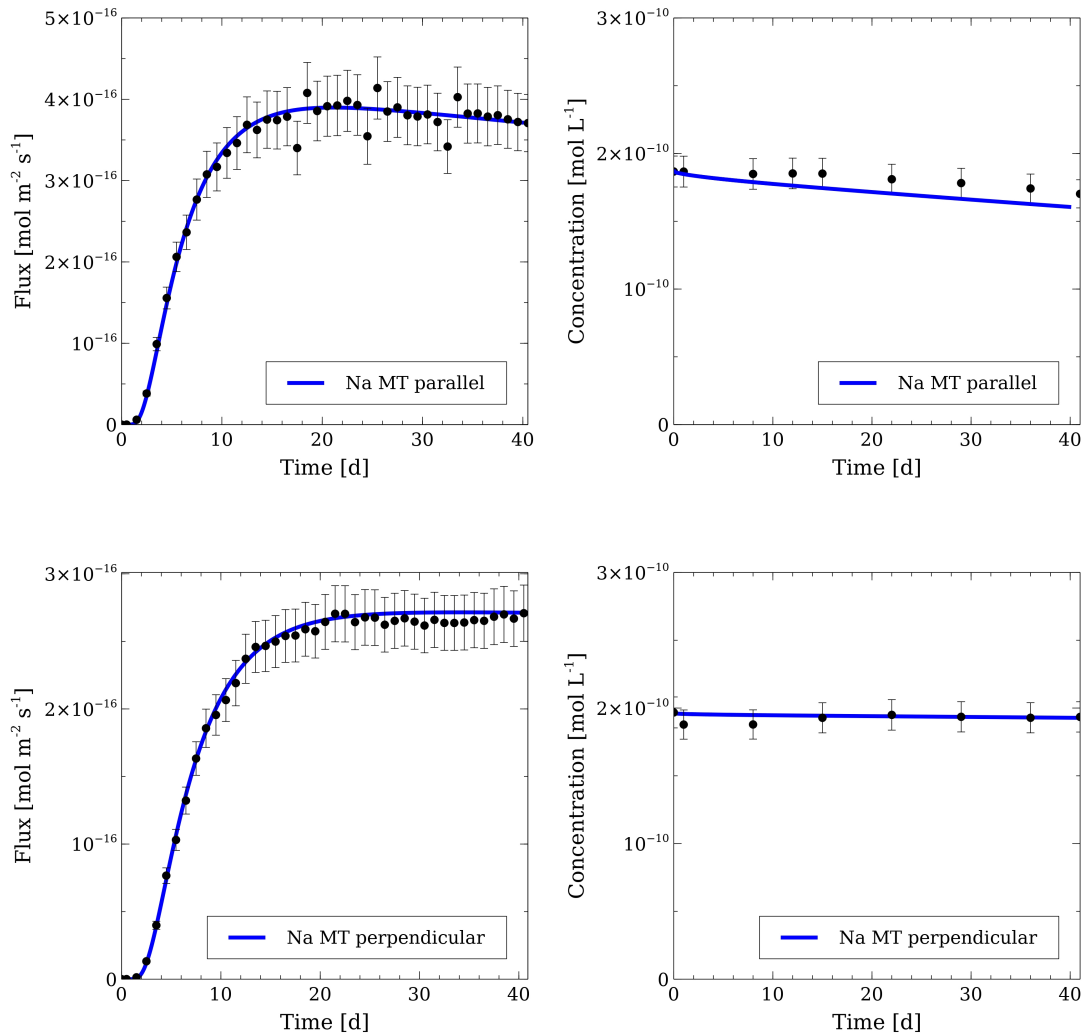 5×10⁻¹⁶
4×10⁻¹⁶
3×10⁻¹⁶
2×10⁻¹⁶
10⁻¹⁶
0
Flux [mol m⁻² s⁻¹]
0 10 20 30 40
Time [d]
Na MT parallel
3×10⁻¹⁰
2×10⁻¹⁰
10⁻¹⁰
0
Concentration [mol L⁻¹]
0 10 20 30 40
Time [d]
Na MT parallel
3×10⁻¹⁶
2×10⁻¹⁶
10⁻¹⁶
0
Flux [mol m⁻² s⁻¹]
0 10 20 30 40
Time [d]
Na MT perpendicular
3×10⁻¹⁰
2×10⁻¹⁰
10⁻¹⁰
0
Concentration [mol L⁻¹]
0 10 20 30 40
Time [d]
Na MT perpendicular